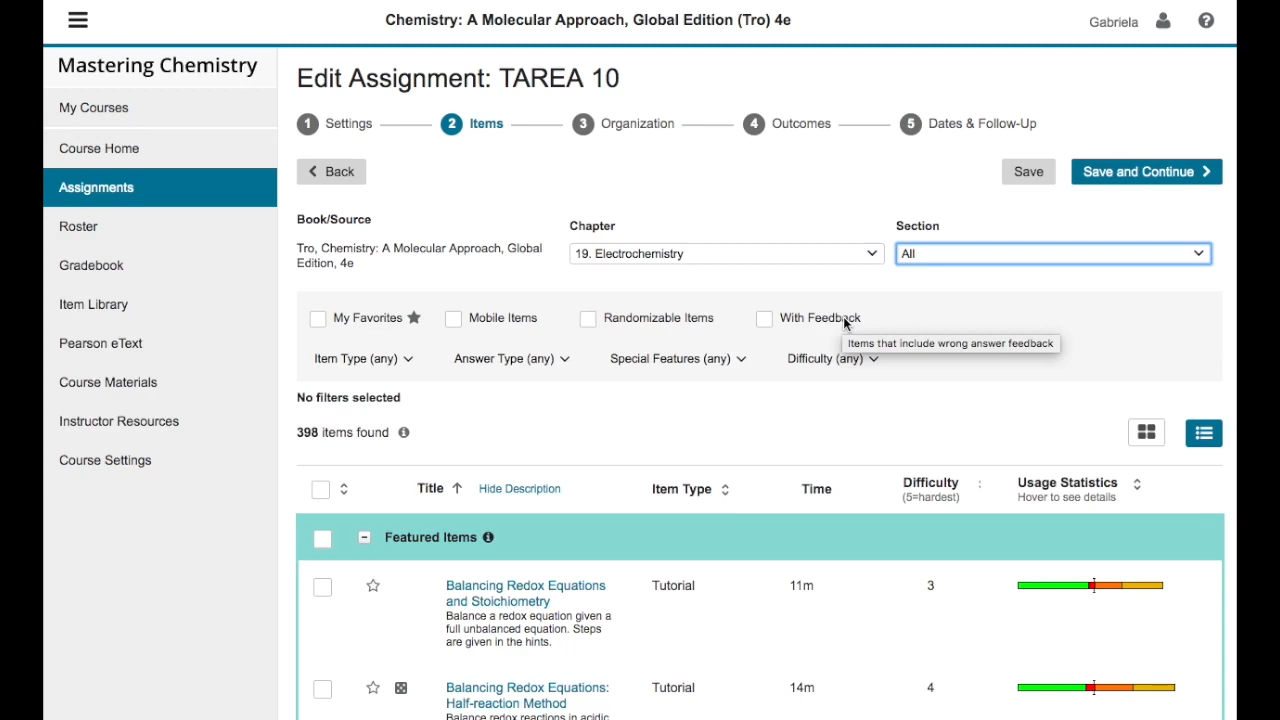 Chemistry: A Molecular Approach, Global Edition (Tro) 4e
Gabriela
Mastering Chemistry
My Courses
Course Home
Assignments
Roster
Gradebook
Item Library
Pearson eText
Course Materials
Instructor Resources
Course Settings
Edit Assignment: TAREA 10
1 Settings 2 Items 3 Organization 4 Outcomes 5 Dates & Follow-Up
Back
Save
Save and Continue
Book/Source
Tro, Chemistry: A Molecular Approach, Global
Edition, 4e
Chapter
19. Electrochemistry
Section
All
My Favorites
Mobile Items
Randomizable Items
With Feedback
Items that include wrong answer feedback
Item Type (any)
Answer Type (any)
Special Features (any)
Difficulty (any)
No filters selected
398 items found
Title
Hide Description
Item Type
Time
Difficulty
(5=hardest)
Usage Statistics
Hover to see details
Featured Items
Balancing Redox Equations
and Stoichiometry
Balance a redox equation given a
full unbalanced equation. Steps
are given in the hints.
Tutorial
11m
3
Balancing Redox Equations:
Half-reaction Method
Balance redox reactions in acidic
Tutorial
14m
4